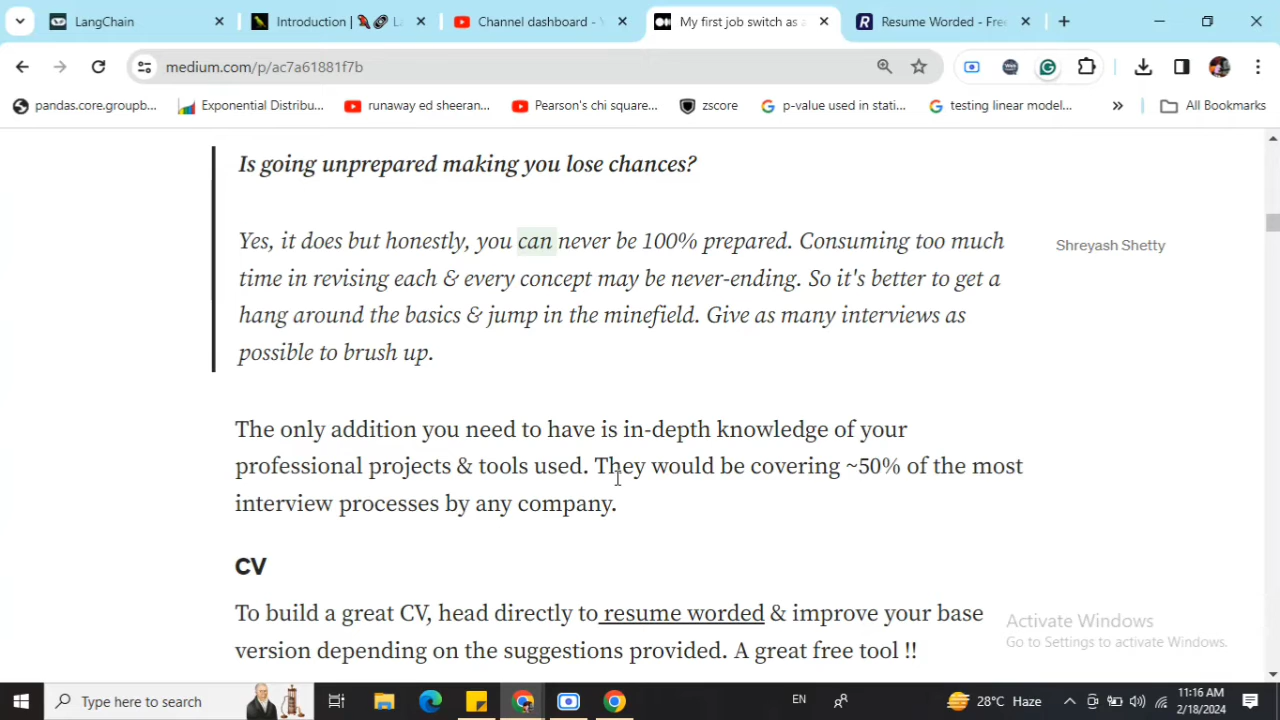 LangChain
Introduction |
Channel dashboard -
My first job switch as
Resume Worded - Free
medium.com/p/ac7a61881f7b
pandas.core.groupb...
Exponential Distribu...
runaway ed sheeran...
Pearson's chi square...
zscore
p-value used in stati...
testing linear model...
»
All Bookmarks
Is going unprepared making you lose chances?
Yes, it does but honestly, you can never be 100% prepared. Consuming too much
time in revising each & every concept may be never-ending. So it's better to get a
hang around the basics & jump in the minefield. Give as many interviews as
possible to brush up.
Shreyash Shetty
The only addition you need to have is in-depth knowledge of your
professional projects & tools used. They would be covering ~50% of the most
interview processes by any company.
CV
To build a great CV, head directly to resume worded & improve your base
version depending on the suggestions provided. A great free tool !!
Activate Windows
Go to Settings to activate Windows.
Type here to search
EN
28°C Haze
11:16 AM
2/18/2024